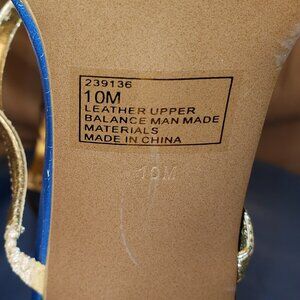 239136
10M
LEATHER UPPER
BALANCE MAN MADE
MATERIALS
MADE IN CHINA
10M